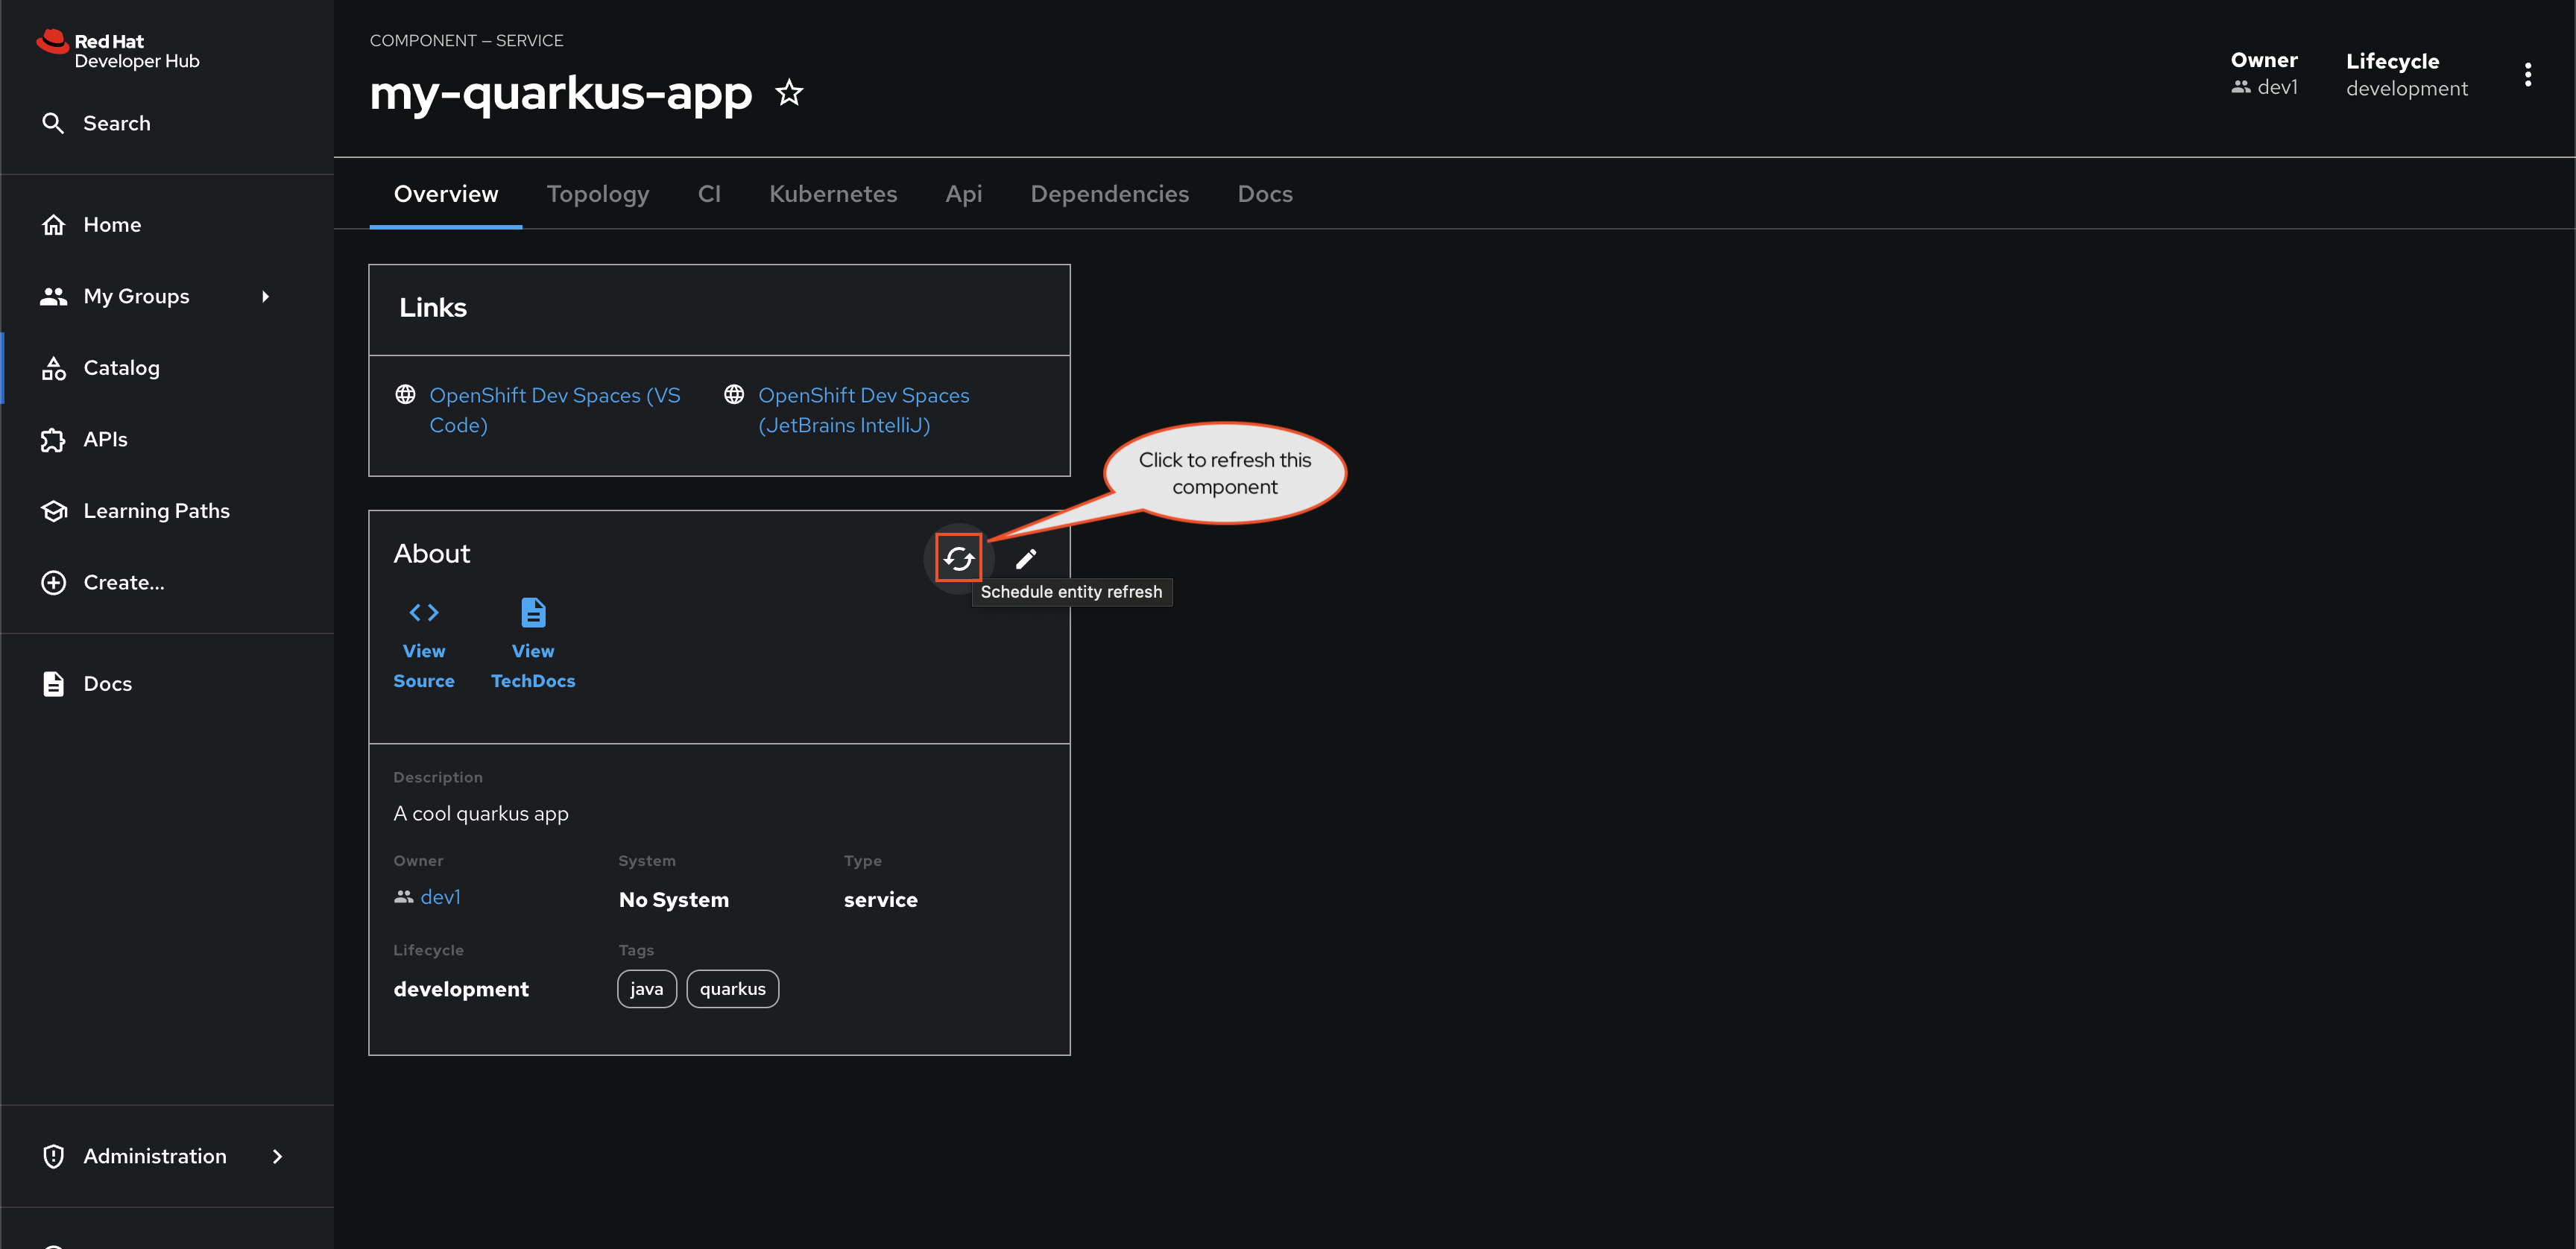 Red Hat
Developer Hub
Search
Home
My Groups
Catalog
APIs
Learning Paths
Create...
Docs
Administration
COMPONENT — SERVICE
my-quarkus-app
Owner
dev1
Lifecycle
development
Overview Topology CI Kubernetes Api Dependencies Docs
Links
OpenShift Dev Spaces (VS
Code)
OpenShift Dev Spaces
(JetBrains IntelliJ)
Click to refresh this
component
About
Schedule entity refresh
View
Source
View
TechDocs
Description
A cool quarkus app
Owner
dev1
System
No System
Type
service
Lifecycle
development
Tags
java
quarkus